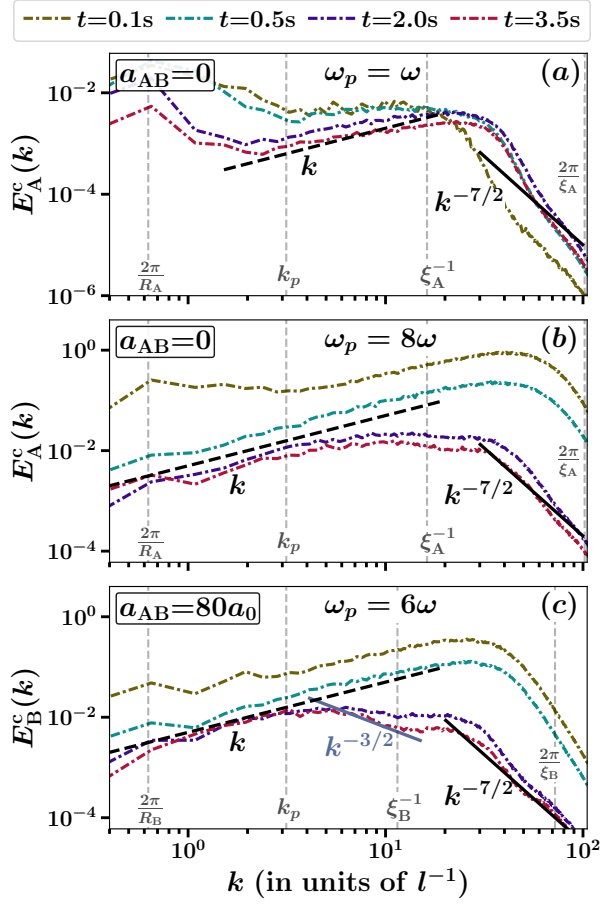 t=0.1s t=0.5s t=2.0s t=3.5s
a_AB=0 ω_p = ω (a)
E_A^c(k)
10^−2
10^−4
10^−6
k
k^−7/2
2π/R_A k_p ξ_A^−1 2π/ξ_A
a_AB=0 ω_p = 8ω (b)
E_A^c(k)
10^0
10^−2
10^−4
k
k^−7/2
2π/R_A k_p ξ_A^−1 2π/ξ_A
a_AB=80a_0 ω_p = 6ω (c)
E_B^c(k)
10^0
10^−2
10^−4
k
k^−3/2
k^−7/2
2π/R_B k_p ξ_B^−1 2π/ξ_B
10^0 10^1 10^2
k (in units of l^−1)